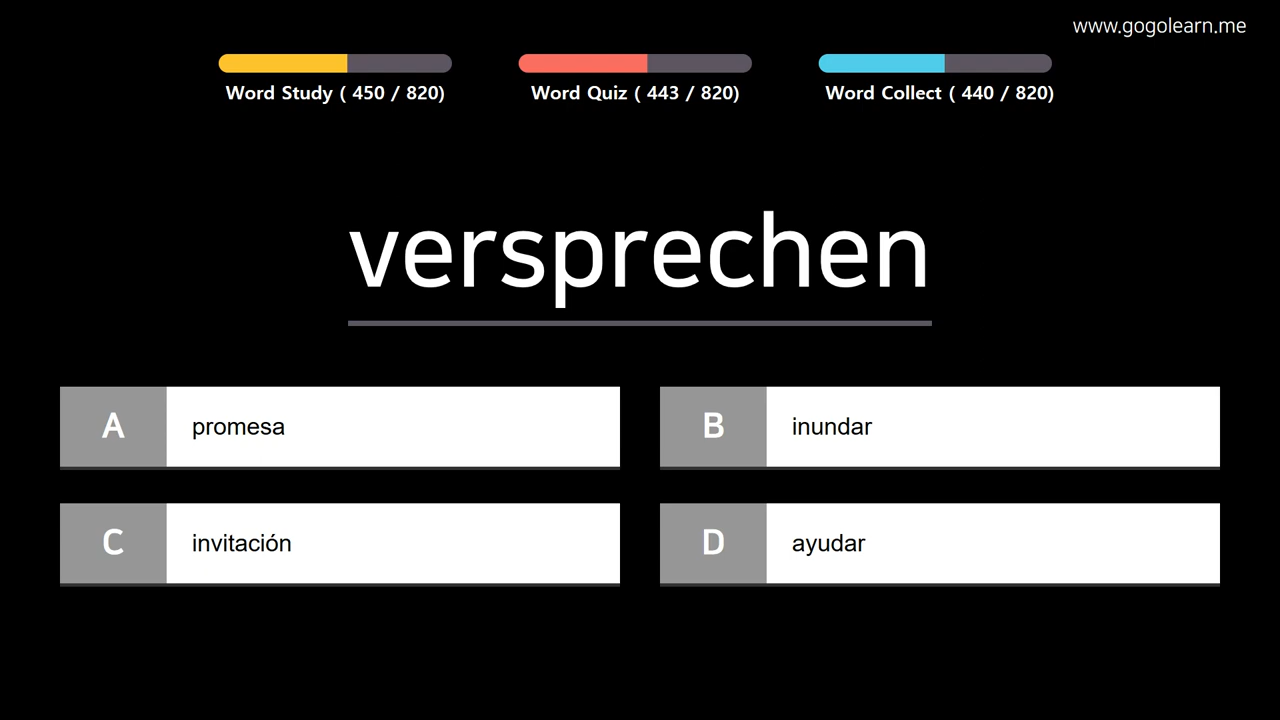 www.gogolearn.me
Word Study ( 450 / 820)
Word Quiz ( 443 / 820)
Word Collect ( 440 / 820)
versprechen
A promesa
B inundar
C invitación
D ayudar